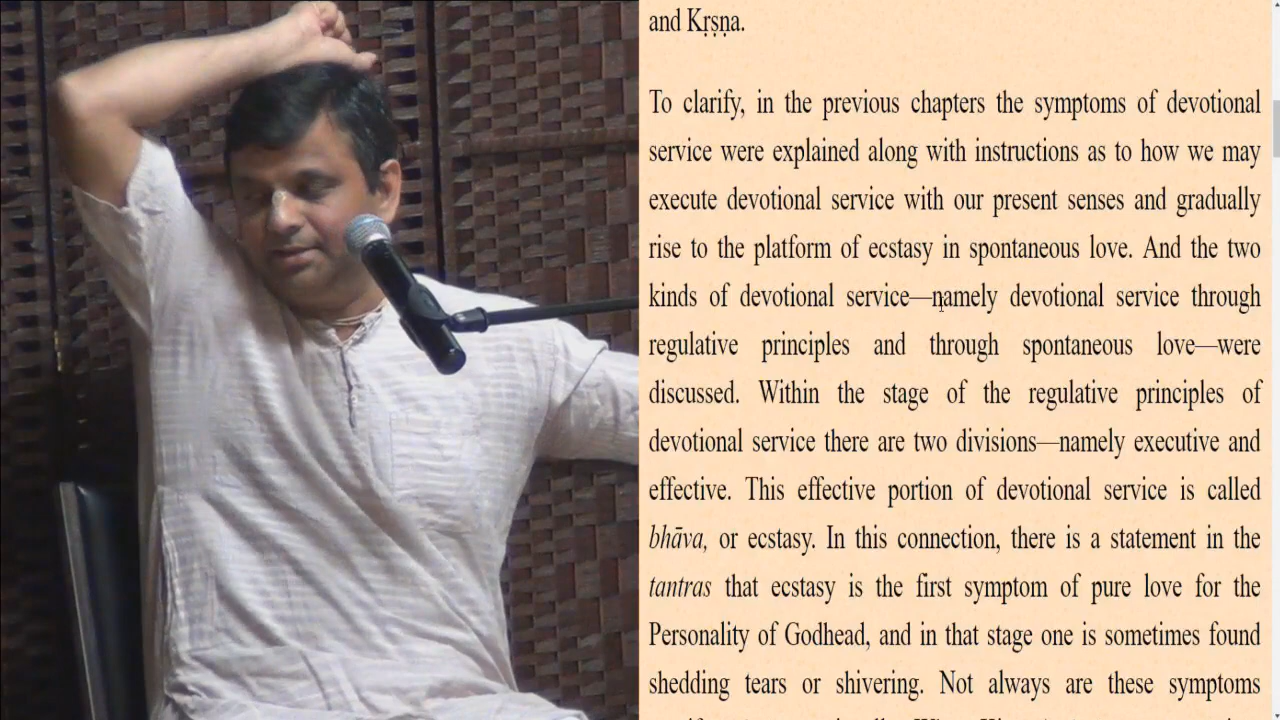 and Kṛṣṇa.
To clarify, in the previous chapters the symptoms of devotional
service were explained along with instructions as to how we may
execute devotional service with our present senses and gradually
rise to the platform of ecstasy in spontaneous love. And the two
kinds of devotional service—namely devotional service through
regulative principles and through spontaneous love—were
discussed. Within the stage of the regulative principles of
devotional service there are two divisions—namely executive and
effective. This effective portion of devotional service is called
bhāva, or ecstasy. In this connection, there is a statement in the
tantras that ecstasy is the first symptom of pure love for the
Personality of Godhead, and in that stage one is sometimes found
shedding tears or shivering. Not always are these symptoms